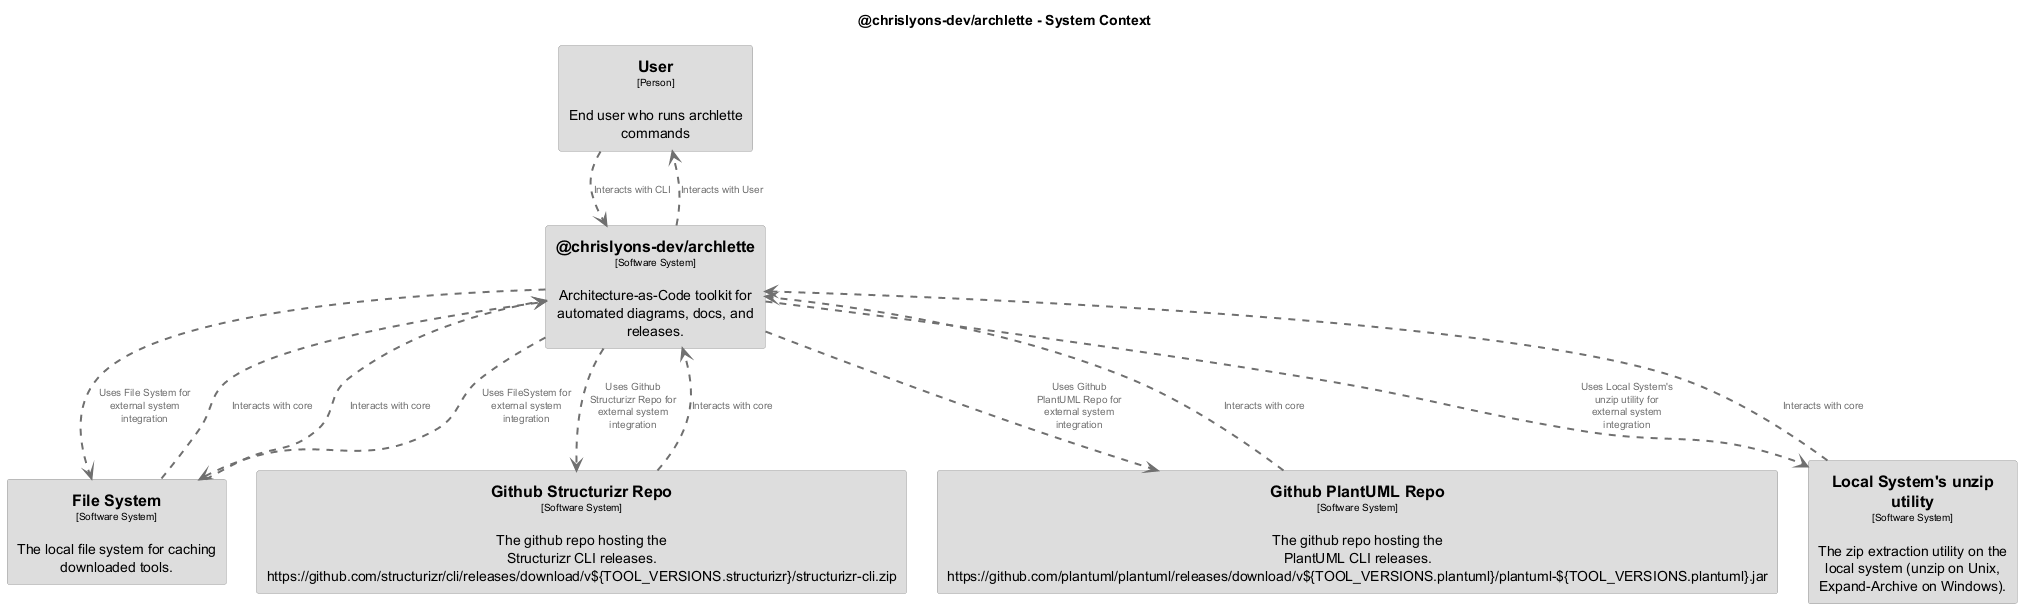 @chrislyons-dev/archlette - System Context
User
[Person]
End user who runs archlette
commands
Interacts with CLI
Interacts with User
@chrislyons-dev/archlette
[Software System]
Architecture-as-Code toolkit for
automated diagrams, docs, and
releases.
Uses File System for
external system
integration
Interacts with core
Interacts with core
Uses FileSystem for
external system
integration
Uses Github
Structurizr Repo for
external system
integration
Interacts with core
Uses Github
PlantUML Repo for
external system
integration
Interacts with core
Uses Local System's
unzip utility for
external system
integration
Interacts with core
File System
[Software System]
The local file system for caching
downloaded tools.
Github Structurizr Repo
[Software System]
The github repo hosting the
Structurizr CLI releases.
https://github.com/structurizr/cli/releases/download/v${TOOL_VERSIONS.structurizr}/structurizr-cli.zip
Github PlantUML Repo
[Software System]
The github repo hosting the
PlantUML CLI releases.
https://github.com/plantuml/plantuml/releases/download/v${TOOL_VERSIONS.plantuml}/plantuml-${TOOL_VERSIONS.plantuml}.jar
Local System's unzip
utility
[Software System]
The zip extraction utility on the
local system (unzip on Unix,
Expand-Archive on Windows).